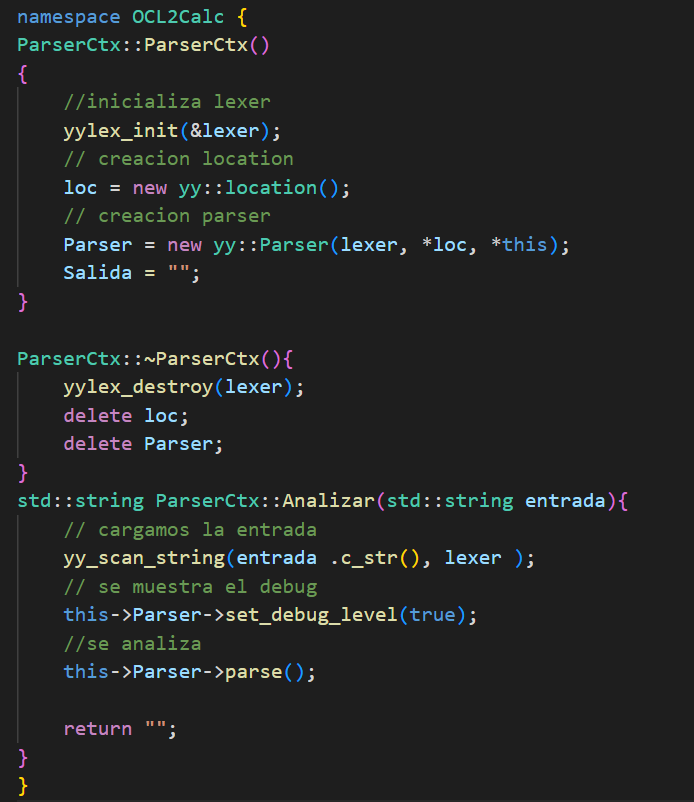 namespace OCL2Calc {
ParserCtx::ParserCtx()
{
    //inicializa lexer
    yylex_init(&lexer);
    // creacion location
    loc = new yy::location();
    // creacion parser
    Parser = new yy::Parser(lexer, *loc, *this);
    Salida = "";
}

ParserCtx::~ParserCtx(){
    yylex_destroy(lexer);
    delete loc;
    delete Parser;
}
std::string ParserCtx::Analizar(std::string entrada){
    // cargamos la entrada
    yy_scan_string(entrada .c_str(), lexer );
    // se muestra el debug
    this->Parser->set_debug_level(true);
    //se analiza
    this->Parser->parse();

    return "";
}
}